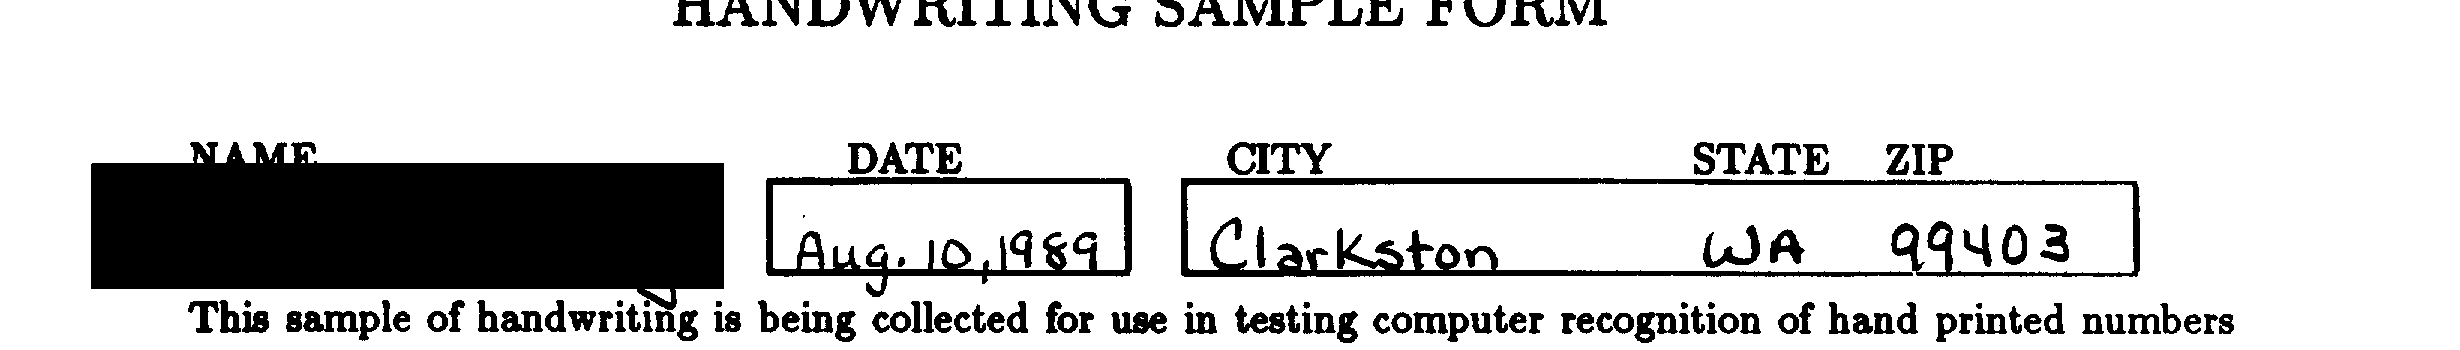 HANDWRITING SAMPLE FORM
NAME DATE CITY STATE ZIP
Aug. 10, 1989 Clarkston WA 99403
This sample of handwriting is being collected for use in testing computer recognition of hand printed numbers